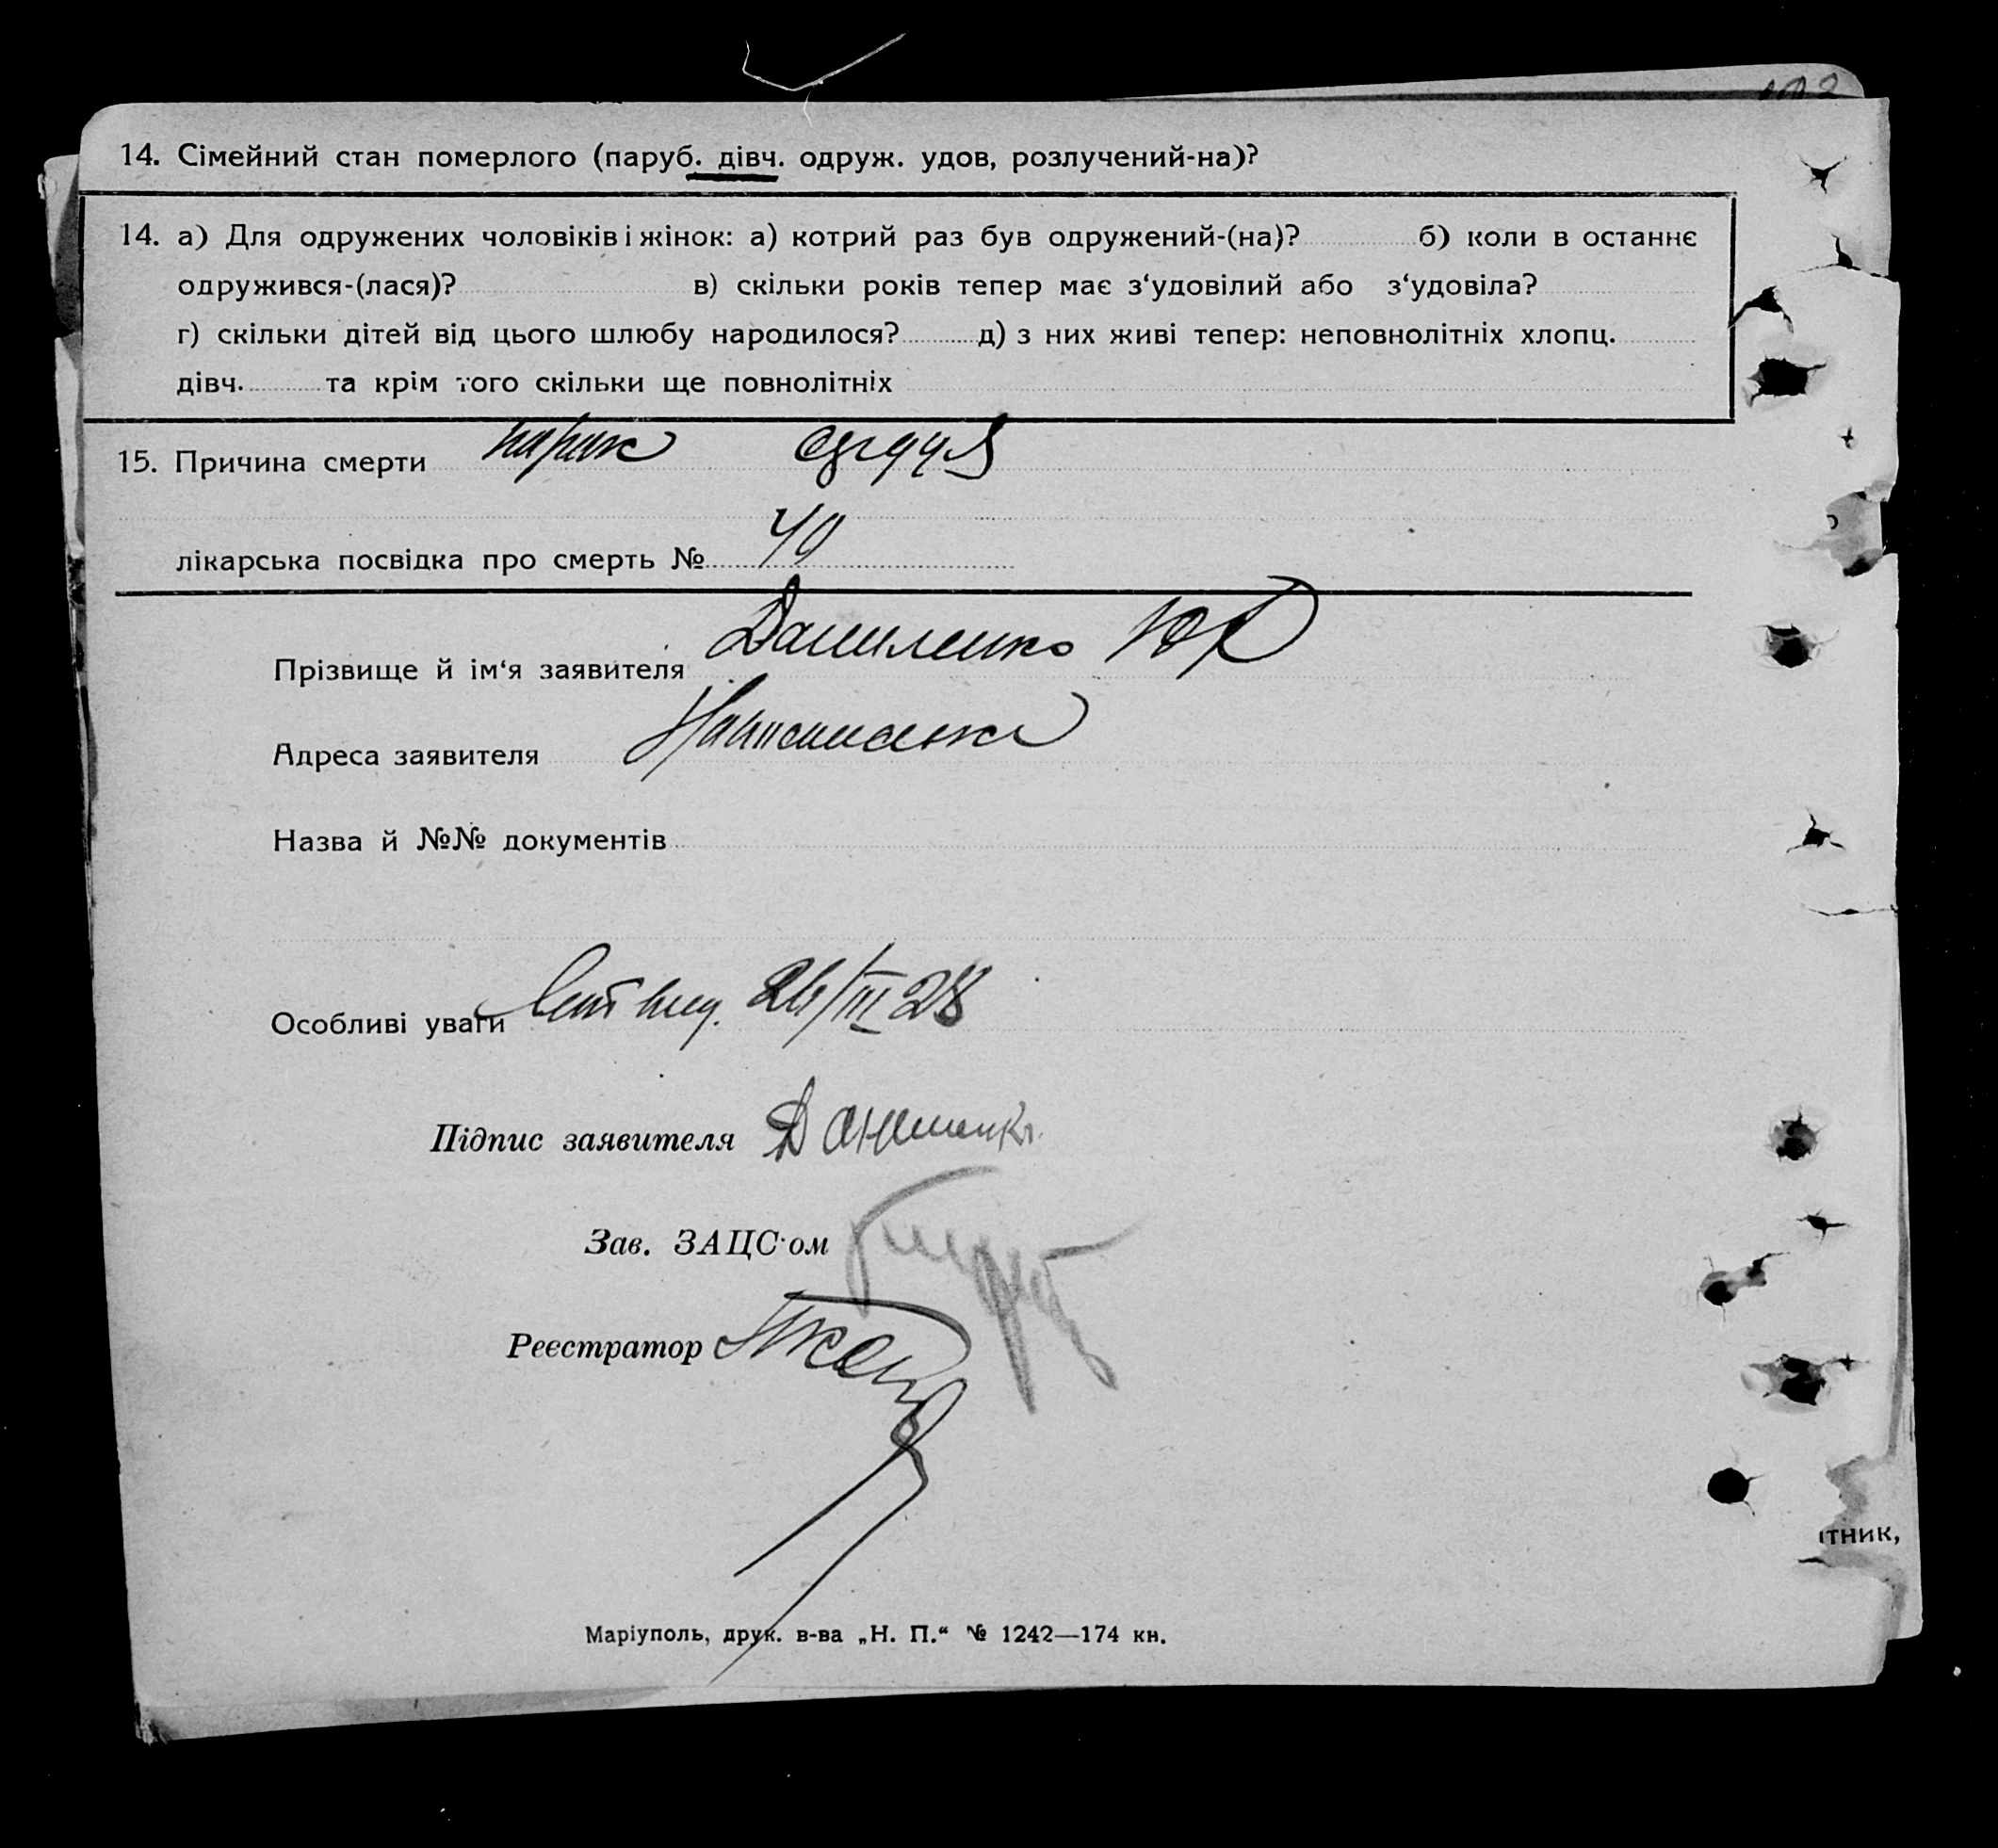 14. Сімейний стан померлого (паруб. дівч. одруж. удов, розлучений-на)?
14. а) Для одружених чоловіків і жінок: а) котрий раз був одружений-(на)? б) коли в останнє
одружився-(лася)? в) скільки років тепер має з‘удовілий або з‘удовіла?
г) скільки дітей від цього шлюбу народилося? д) з них живі тепер: неповнолітніх хлопц.
дівч. та крім того скільки ще повнолітніх
15. Причина смерти
лікарська посвідка про смерть № 40
Прізвище й ім‘я заявителя Даниленко
Адреса заявителя
Назва й №№ документів
Особливі уваги 26/III 28
Підпис заявителя Даниленко
Зав. ЗАЦС‘ом
Реєстратор
ітник,
Маріуполь, друк. в-ва „Н. П.“ № 1242—174 кн.